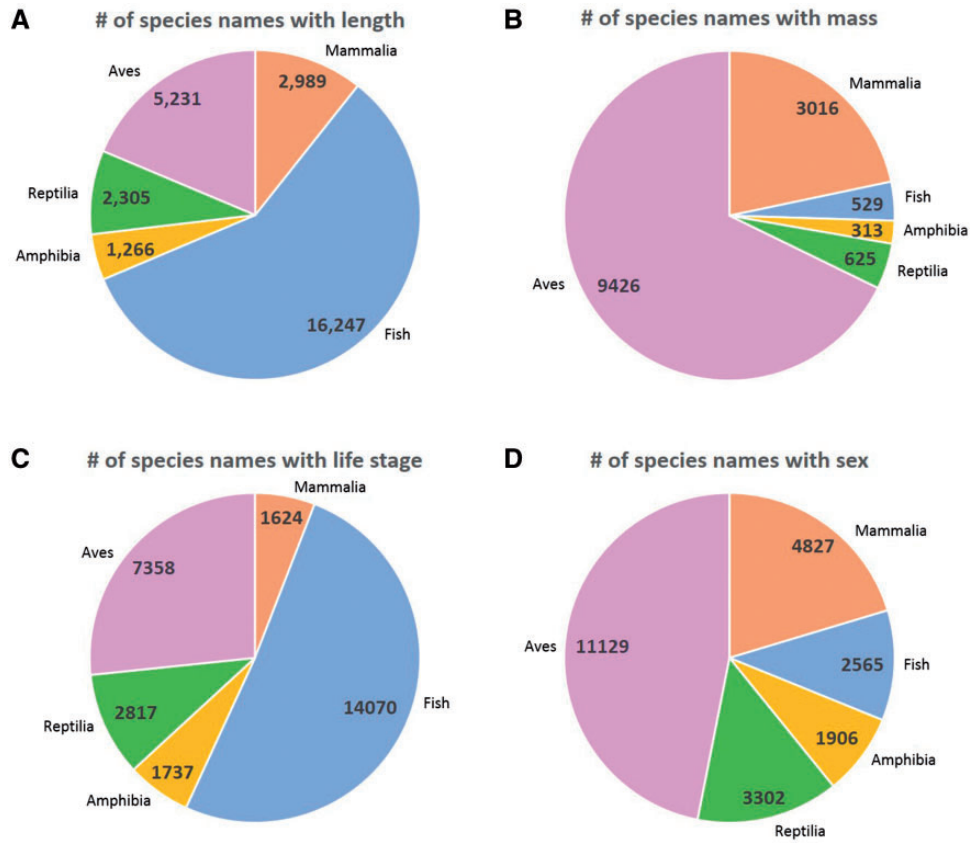 A
# of species names with length
Mammalia
Aves
2,989
5,231
Reptilia
2,305
Amphibia
1,266
16,247
Fish
B
# of species names with mass
Mammalia
3016
Fish
529
Amphibia
313
625
Reptilia
Aves
9426
C
# of species names with life stage
Mammalia
1624
Aves
7358
14070
Fish
2817
Reptilia
1737
Amphibia
D
# of species names with sex
Mammalia
4827
Aves
11129
2565
Fish
1906
Amphibia
3302
Reptilia